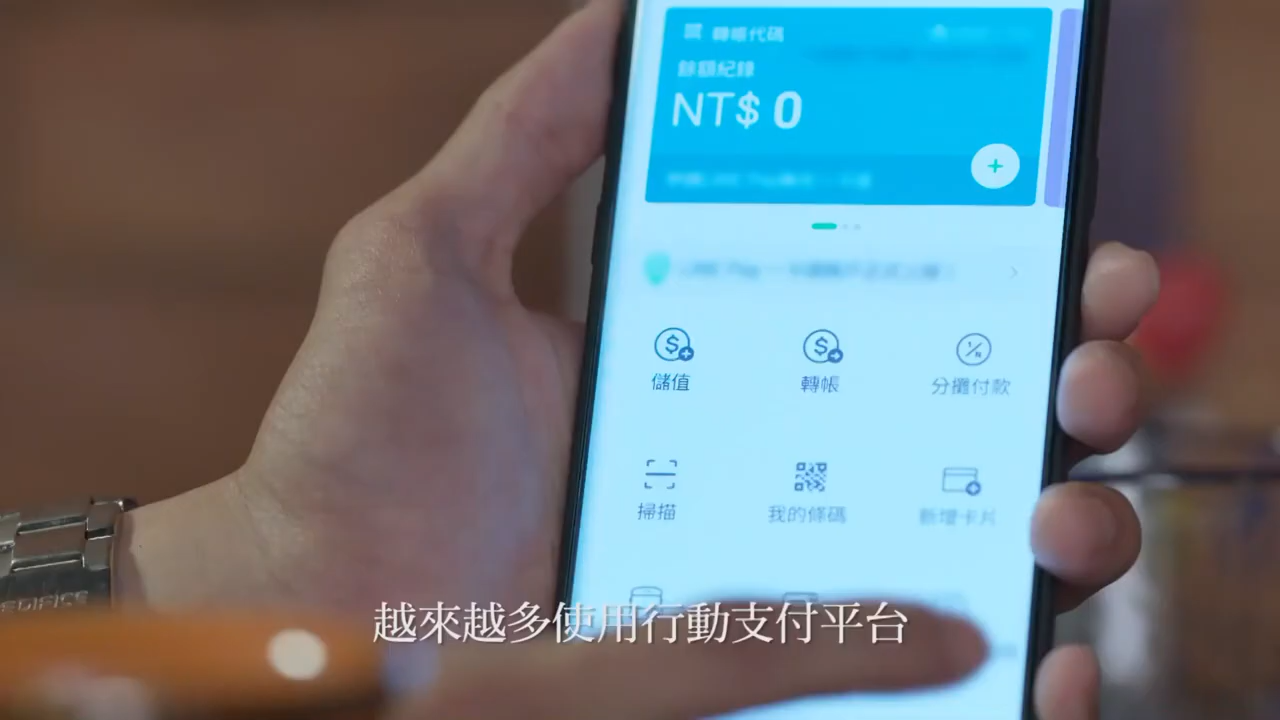 轉帳代碼
餘額紀錄
NT$ 0
儲值
轉帳
分攤付款
掃描
我的條碼
新增卡片
EDIFICE
越來越多使用行動支付平台